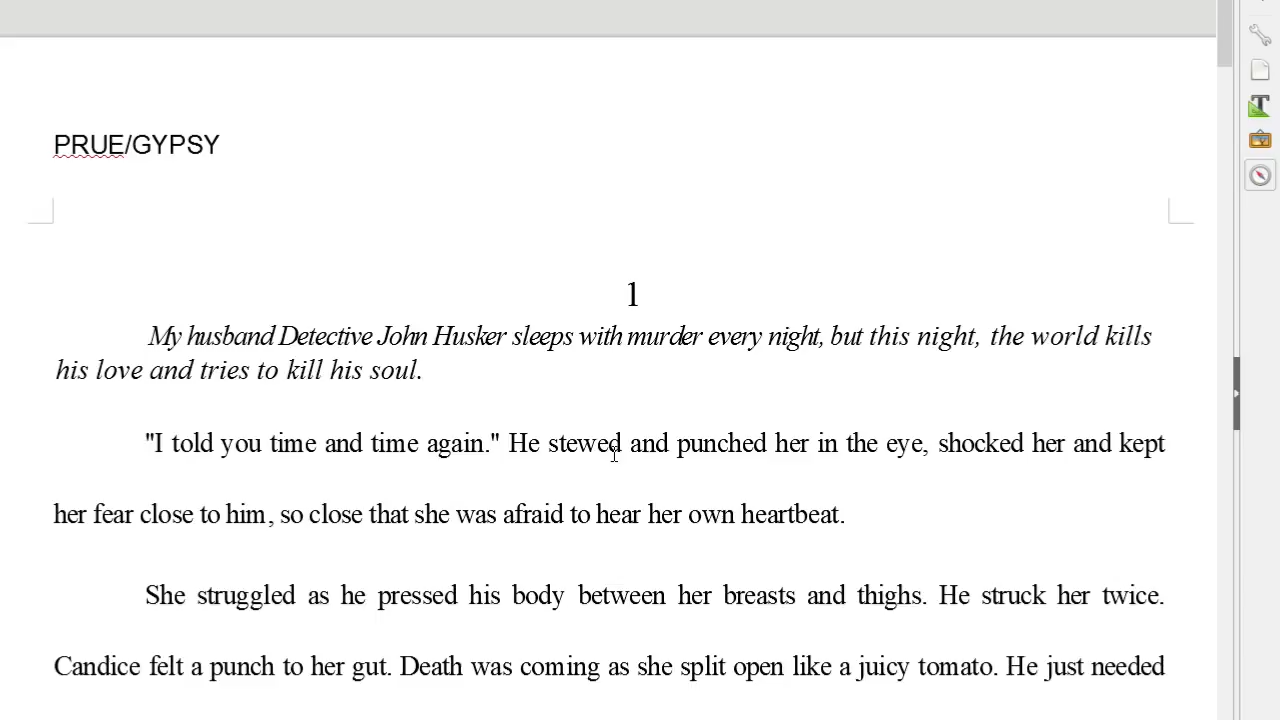 PRUE/GYPSY
1
My husband Detective John Husker sleeps with murder every night, but this night, the world kills
his love and tries to kill his soul.
"I told you time and time again." He stewed and punched her in the eye, shocked her and kept
her fear close to him, so close that she was afraid to hear her own heartbeat.
She struggled as he pressed his body between her breasts and thighs. He struck her twice.
Candice felt a punch to her gut. Death was coming as she split open like a juicy tomato. He just needed